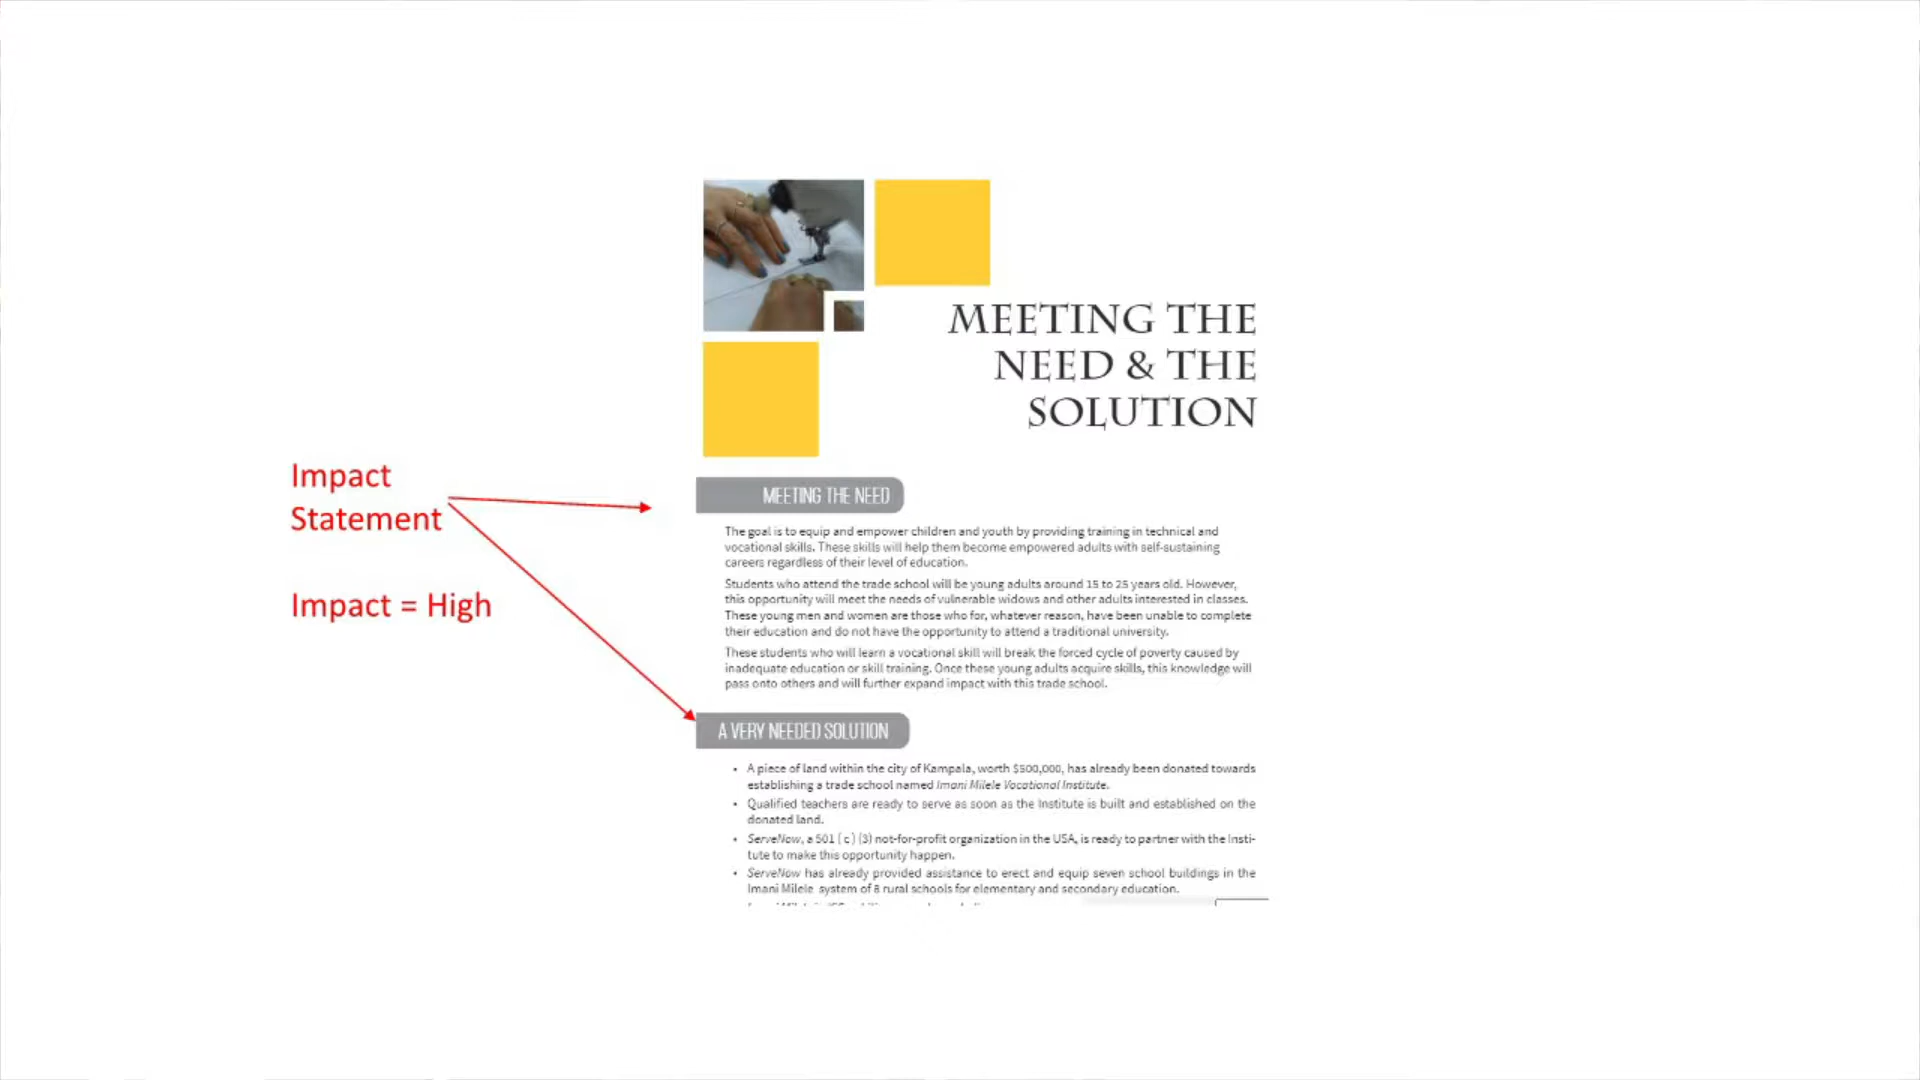 Impact
Statement
Impact = High
MEETING THE
NEED & THE
SOLUTION
MEETING THE NEED
The goal is to equip and empower children and youth by providing training in technical and
vocational skills. These skills will help them become empowered adults with self-sustaining
careers regardless of their level of education.
Students who attend the trade school will be young adults around 15 to 25 years old. However,
this opportunity will meet the needs of vulnerable widows and other adults interested in classes.
These young men and women are those who for, whatever reason, have been unable to complete
their education and do not have the opportunity to attend a traditional university.
These students who will learn a vocational skill will break the forced cycle of poverty caused by
inadequate education or skill training. Once these young adults acquire skills, this knowledge will
pass onto others and will further expand impact with this trade school.
A VERY NEEDED SOLUTION
• A piece of land within the city of Kampala, worth $500,000, has already been donated towards
establishing a trade school named Imani Milele Vocational Institute.
• Qualified teachers are ready to serve as soon as the Institute is built and established on the
donated land.
• ServeNow, a 501 ( c ) (3) not-for-profit organization in the USA, is ready to partner with the Insti-
tute to make this opportunity happen.
• ServeNow has already provided assistance to erect and equip seven school buildings in the
Imani Milele system of 8 rural schools for elementary and secondary education.